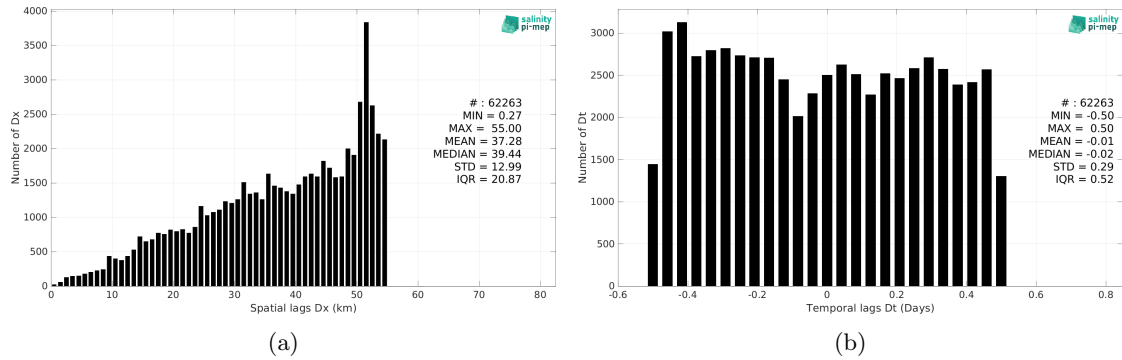 4000
3500
3000
2500
2000
1500
1000
500
0
Number of Dx
0 10 20 30 40 50 60 70 80
Spatial lags Dx (km)
salinity
pi-mep
# : 62263
MIN = 0.27
MAX = 55.00
MEAN = 37.28
MEDIAN = 39.44
STD = 12.99
IQR = 20.87
(a)
3000
2500
2000
1500
1000
500
0
Number of Dt
-0.6 -0.4 -0.2 0 0.2 0.4 0.6 0.8
Temporal lags Dt (Days)
salinity
pi-mep
# : 62263
MIN = -0.50
MAX = 0.50
MEAN = -0.01
MEDIAN = -0.02
STD = 0.29
IQR = 0.52
(b)